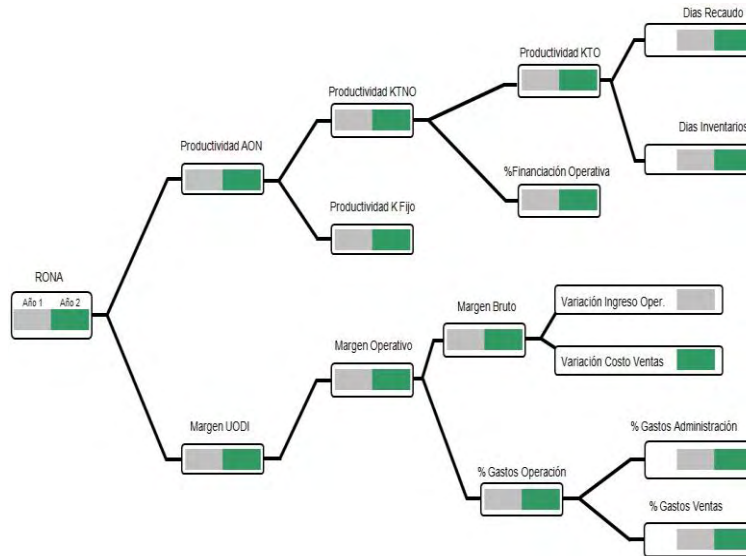 Dias Recaudo
Productividad KTO
Productividad KTNO
Dias Inventarios
Productividad AON
%Financiación Operativa
Productividad K Fijo
RONA
Año 1 Año 2
Margen Bruto
Variación Ingreso Oper.
Margen Operativo
Variación Costo Ventas
Margen UODI
% Gastos Administración
% Gastos Operación
% Gastos Ventas